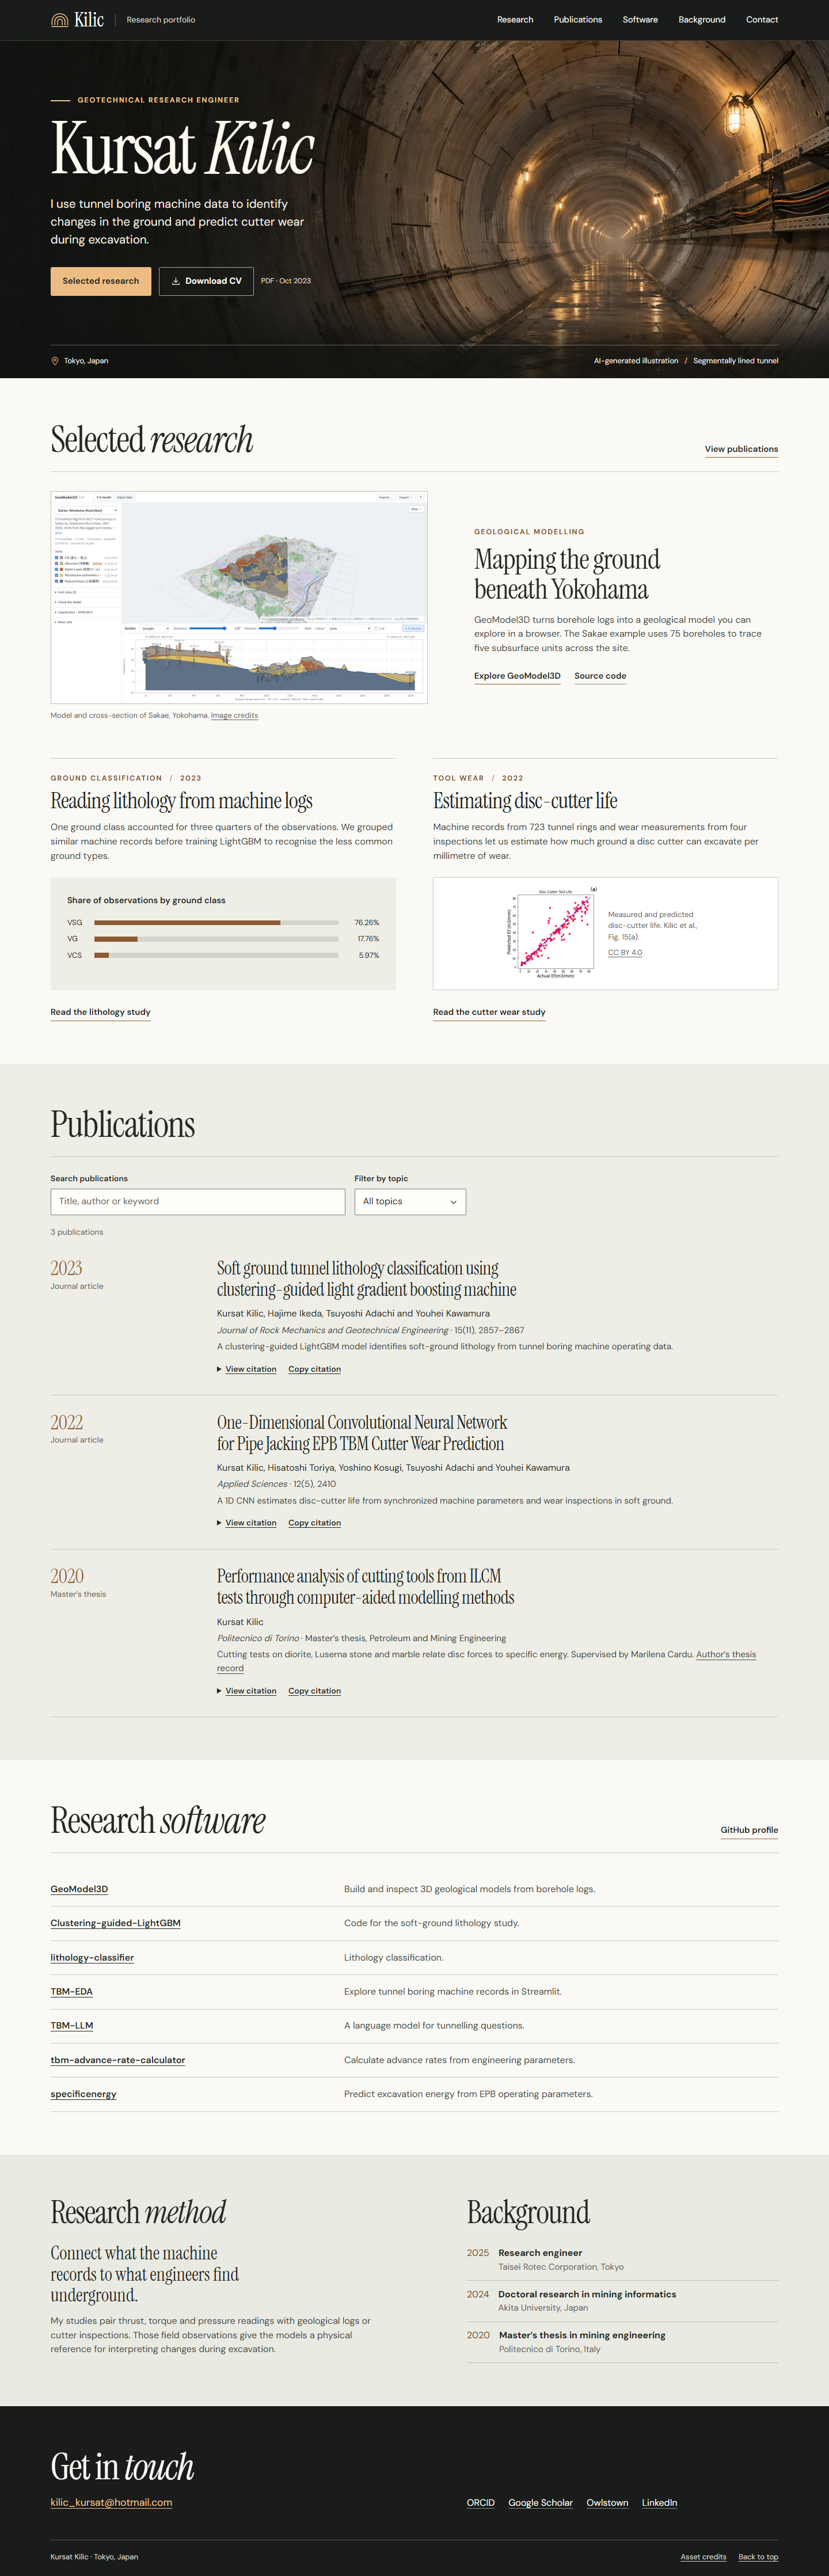 Kilic
Research portfolio
Research
Publications
Software
Background
Contact
GEOTECHNICAL RESEARCH ENGINEER
Kursat Kilic
I use tunnel boring machine data to identify
changes in the ground and predict cutter wear
during excavation.
Selected research
Download CV
PDF · Oct 2023
Tokyo, Japan
AI-generated illustration / Segmentally lined tunnel
Selected research
View publications
GeoModel3D
Sakae, Yokohama
Model and cross-section of Sakae, Yokohama. Image credits
GEOLOGICAL MODELLING
Mapping the ground
beneath Yokohama
GeoModel3D turns borehole logs into a geological model you can
explore in a browser. The Sakae example uses 75 boreholes to trace
five subsurface units across the site.
Explore GeoModel3D
Source code
GROUND CLASSIFICATION / 2023
Reading lithology from machine logs
One ground class accounted for three quarters of the observations. We grouped
similar machine records before training LightGBM to recognise the less common
ground types.
Share of observations by ground class
VSG 76.26%
VG 17.76%
VCS 5.97%
Read the lithology study
TOOL WEAR / 2022
Estimating disc-cutter life
Machine records from 723 tunnel rings and wear measurements from four
inspections let us estimate how much ground a disc cutter can excavate per
millimetre of wear.
Disc Cutter Test Life
(a)
Predicted Ef (m3/mm)
Actual Ef(m3/mm)
Measured and predicted
disc-cutter life. Kilic et al.,
Fig. 15(a).
CC BY 4.0
Read the cutter wear study
Publications
Search publications
Title, author or keyword
Filter by topic
All topics
3 publications
2023
Journal article
Soft ground tunnel lithology classification using
clustering-guided light gradient boosting machine
Kursat Kilic, Hajime Ikeda, Tsuyoshi Adachi and Youhei Kawamura
Journal of Rock Mechanics and Geotechnical Engineering · 15(11), 2857–2867
A clustering-guided LightGBM model identifies soft-ground lithology from tunnel boring machine operating data.
View citation
Copy citation
2022
Journal article
One-Dimensional Convolutional Neural Network
for Pipe Jacking EPB TBM Cutter Wear Prediction
Kursat Kilic, Hisatoshi Toriya, Yoshino Kosugi, Tsuyoshi Adachi and Youhei Kawamura
Applied Sciences · 12(5), 2410
A 1D CNN estimates disc-cutter life from synchronized machine parameters and wear inspections in soft ground.
View citation
Copy citation
2020
Master's thesis
Performance analysis of cutting tools from ILCM
tests through computer-aided modelling methods
Kursat Kilic
Politecnico di Torino · Master's thesis, Petroleum and Mining Engineering
Cutting tests on diorite, Luserna stone and marble relate disc forces to specific energy. Supervised by Marilena Cardu. Author's thesis
record
View citation
Copy citation
Research software
GitHub profile
GeoModel3D
Build and inspect 3D geological models from borehole logs.
Clustering-guided-LightGBM
Code for the soft-ground lithology study.
lithology-classifier
Lithology classification.
TBM-EDA
Explore tunnel boring machine records in Streamlit.
TBM-LLM
A language model for tunnelling questions.
tbm-advance-rate-calculator
Calculate advance rates from engineering parameters.
specificenergy
Predict excavation energy from EPB operating parameters.
Research method
Connect what the machine
records to what engineers find
underground.
My studies pair thrust, torque and pressure readings with geological logs or
cutter inspections. Those field observations give the models a physical
reference for interpreting changes during excavation.
Background
2025 Research engineer
Taisei Rotec Corporation, Tokyo
2024 Doctoral research in mining informatics
Akita University, Japan
2020 Master's thesis in mining engineering
Politecnico di Torino, Italy
Get in touch
kilic_kursat@hotmail.com
ORCID
Google Scholar
Owlstown
LinkedIn
Kursat Kilic · Tokyo, Japan
Asset credits
Back to top